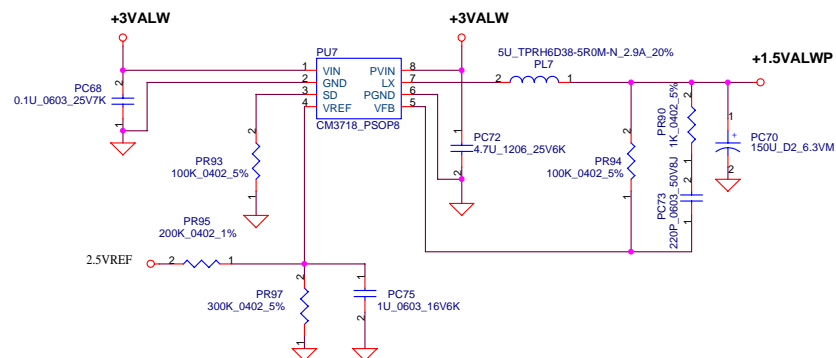 +3VALW
+3VALW
PU7
5U_TPRH6D38-5R0M-N_2.9A_20%
PL7
+1.5VALWP
1 VIN PVIN 8
2 GND LX 7
3 SD PGND 6
4 VREF VFB 5
CM3718_PSOP8
2 1
PC68
0.1U_0603_25V7K
2
1
PR93
100K_0402_5%
2
1
PC72
4.7U_1206_25V6K
1
2
PR94
100K_0402_5%
2
1
PR90
1K_0402_5%
2
1
PC73
220P_0603_50V8J
2
1
1
+
PC70
150U_D2_6.3VM
2
PR95
200K_0402_1%
2.5VREF
2 1
PR97
300K_0402_5%
2
1
PC75
1U_0603_16V6K
1
2